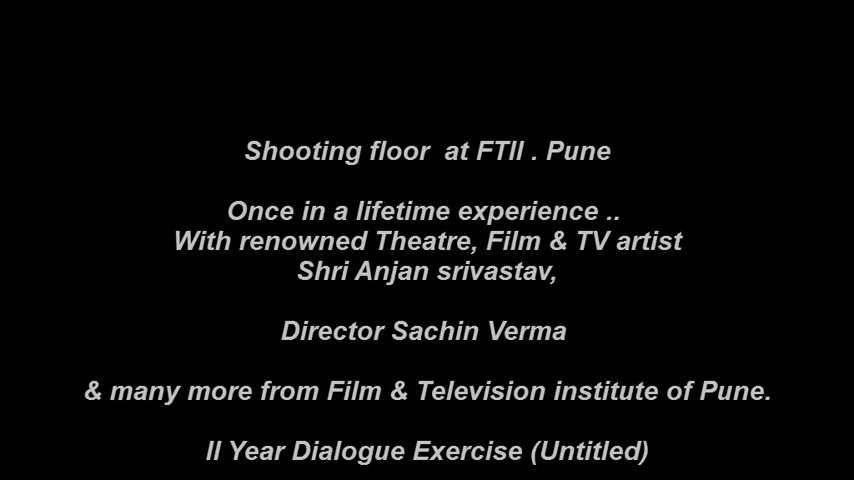 Shooting floor at FTII . Pune
Once in a lifetime experience ..
With renowned Theatre, Film & TV artist
Shri Anjan srivastav,
Director Sachin Verma
& many more from Film & Television institute of Pune.
II Year Dialogue Exercise (Untitled)